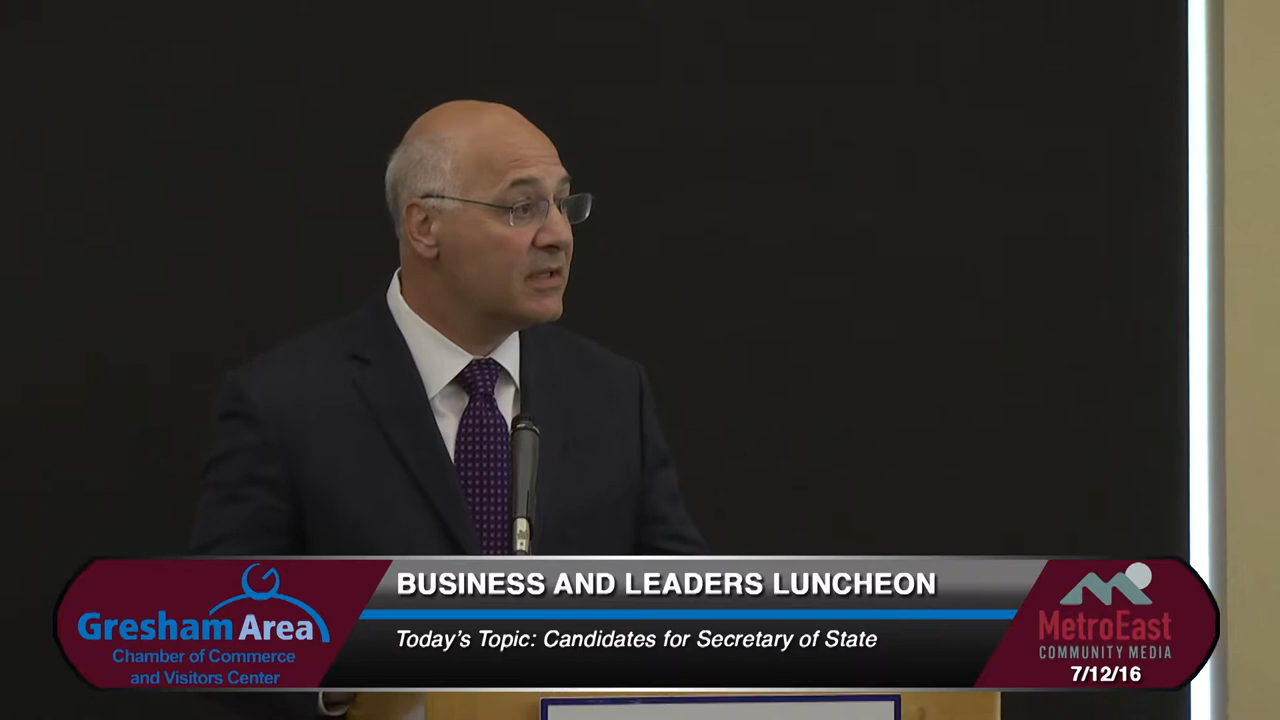 BUSINESS AND LEADERS LUNCHEON
Today's Topic: Candidates for Secretary of State
Gresham Area
Chamber of Commerce
and Visitors Center
MetroEast
COMMUNITY MEDIA
7/12/16